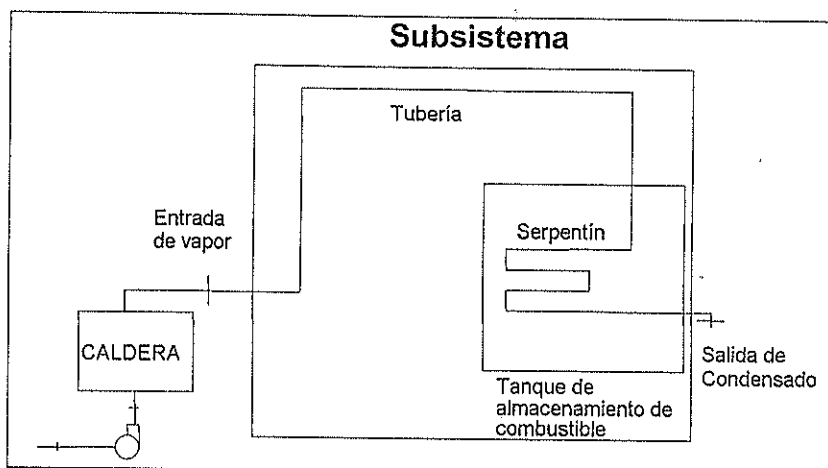 Subsistema
Tubería
Entrada
de vapor
Serpentín
CALDERA
Salida de
Condensado
Tanque de
almacenamiento de
combustible